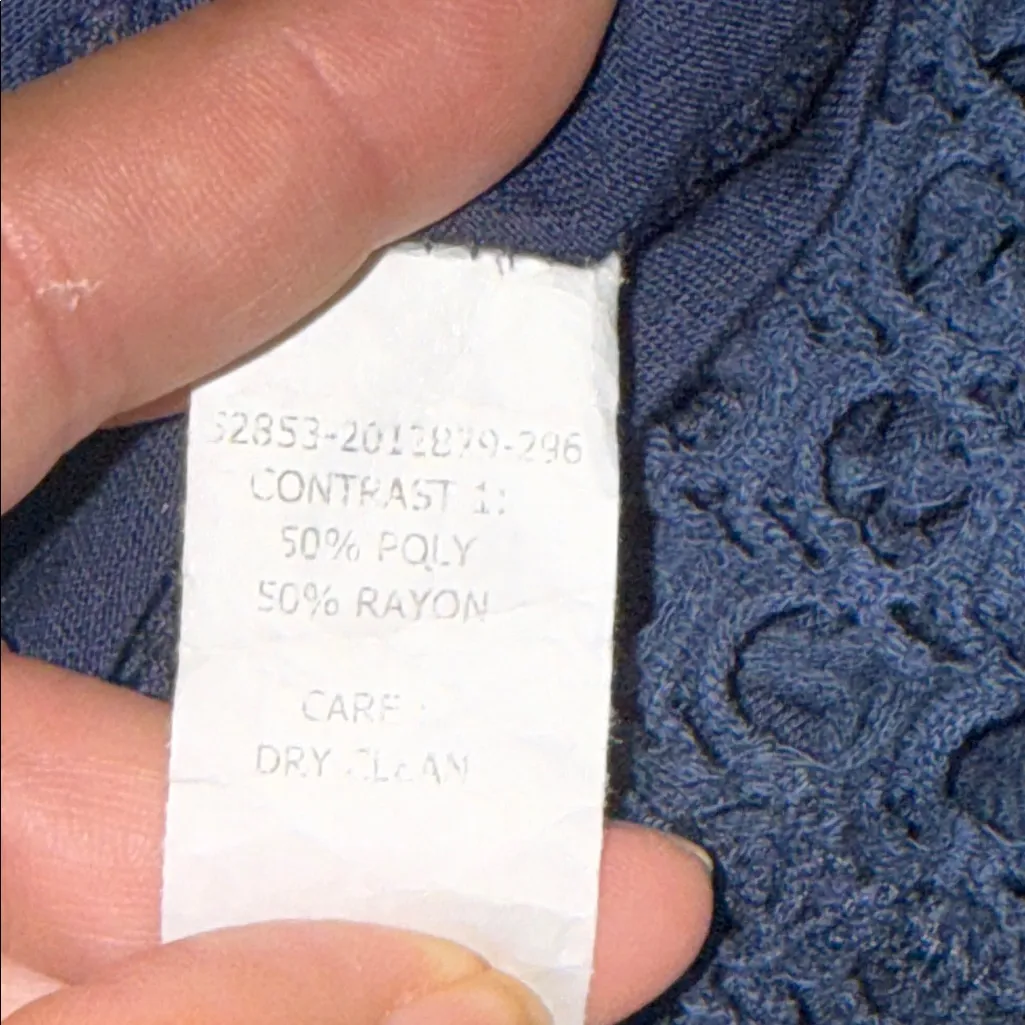 CONTRAST 1:
50% POLY
50% RAYON
CARE
DRY CLEAN